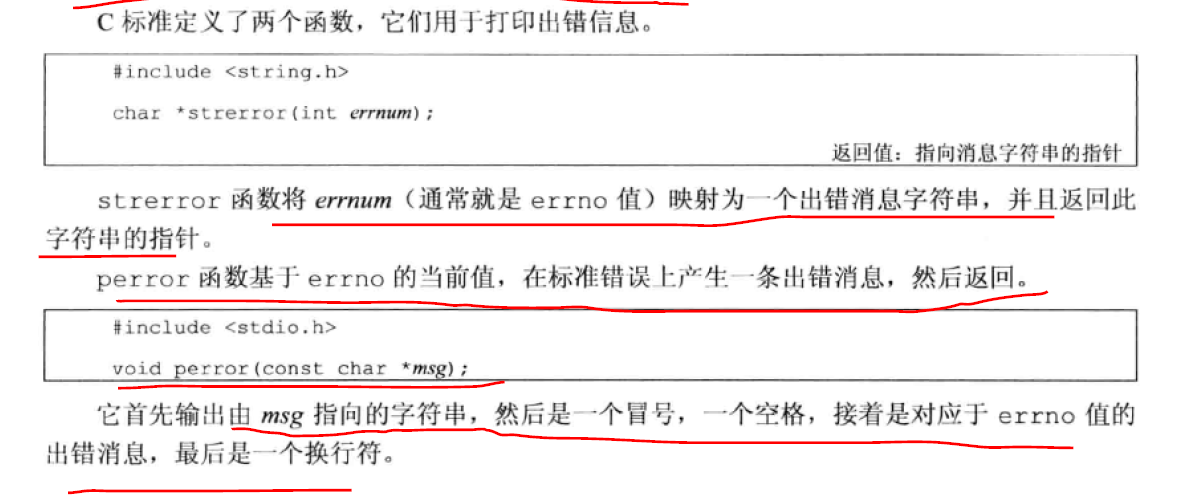 C 标准定义了两个函数，它们用于打印出错信息。
#include <string.h>
char *strerror(int errnum);
返回值：指向消息字符串的指针
strerror 函数将 errnum（通常就是 errno 值）映射为一个出错消息字符串，并且返回此
字符串的指针。
perror 函数基于 errno 的当前值，在标准错误上产生一条出错消息，然后返回。
#include <stdio.h>
void perror(const char *msg);
它首先输出由 msg 指向的字符串，然后是一个冒号，一个空格，接着是对应于 errno 值的
出错消息，最后是一个换行符。